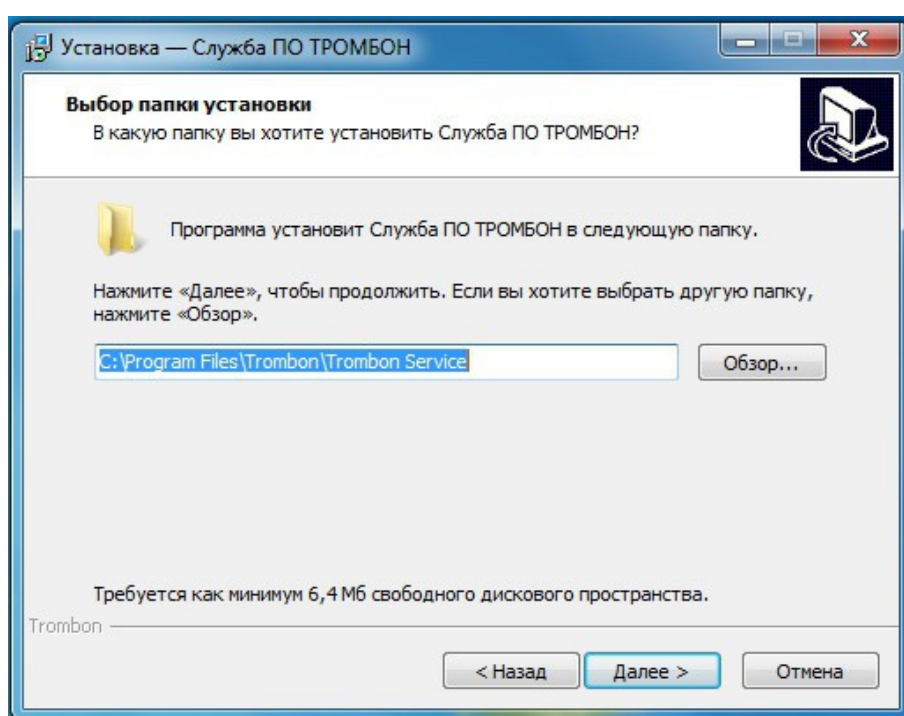 Установка — Служба ПО ТРОМБОН
Выбор папки установки
В какую папку вы хотите установить Служба ПО ТРОМБОН?
Программа установит Служба ПО ТРОМБОН в следующую папку.
Нажмите «Далее», чтобы продолжить. Если вы хотите выбрать другую папку,
нажмите «Обзор».
C:\Program Files\Trombon\Trombon Service
Обзор...
Требуется как минимум 6,4 Мб свободного дискового пространства.
Trombon
< Назад
Далее >
Отмена